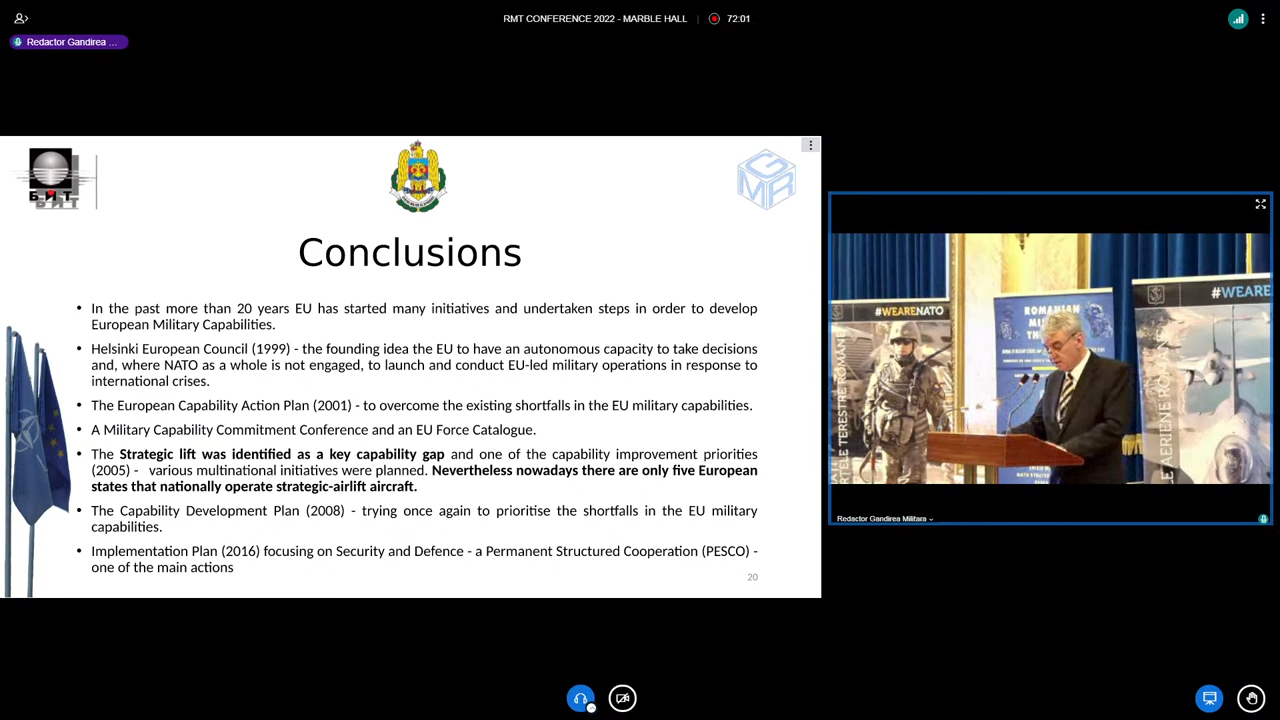 RMT CONFERENCE 2022 - MARBLE HALL
72:01
Redactor Gandirea ...
БИТ
GMR
Conclusions
• In the past more than 20 years EU has started many initiatives and undertaken steps in order to develop
European Military Capabilities.
• Helsinki European Council (1999) - the founding idea the EU to have an autonomous capacity to take decisions
and, where NATO as a whole is not engaged, to launch and conduct EU-led military operations in response to
international crises.
• The European Capability Action Plan (2001) - to overcome the existing shortfalls in the EU military capabilities.
• A Military Capability Commitment Conference and an EU Force Catalogue.
• The Strategic lift was identified as a key capability gap and one of the capability improvement priorities
(2005) - various multinational initiatives were planned. Nevertheless nowadays there are only five European
states that nationally operate strategic-airlift aircraft.
• The Capability Development Plan (2008) - trying once again to prioritise the shortfalls in the EU military
capabilities.
• Implementation Plan (2016) focusing on Security and Defence - a Permanent Structured Cooperation (PESCO) -
one of the main actions
20
#WEARENATO
ROMANIAN
#WEARE
Redactor Gandirea Militara